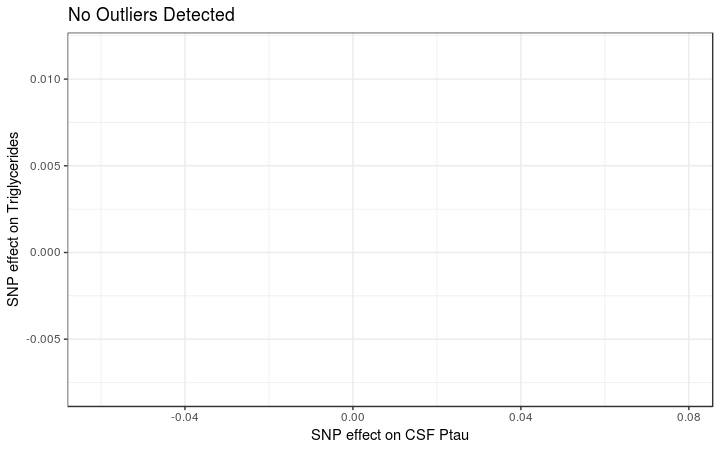 No Outliers Detected
SNP effect on Triglycerides
0.010
0.005
0.000
-0.005
-0.04
0.00
0.04
0.08
SNP effect on CSF Ptau